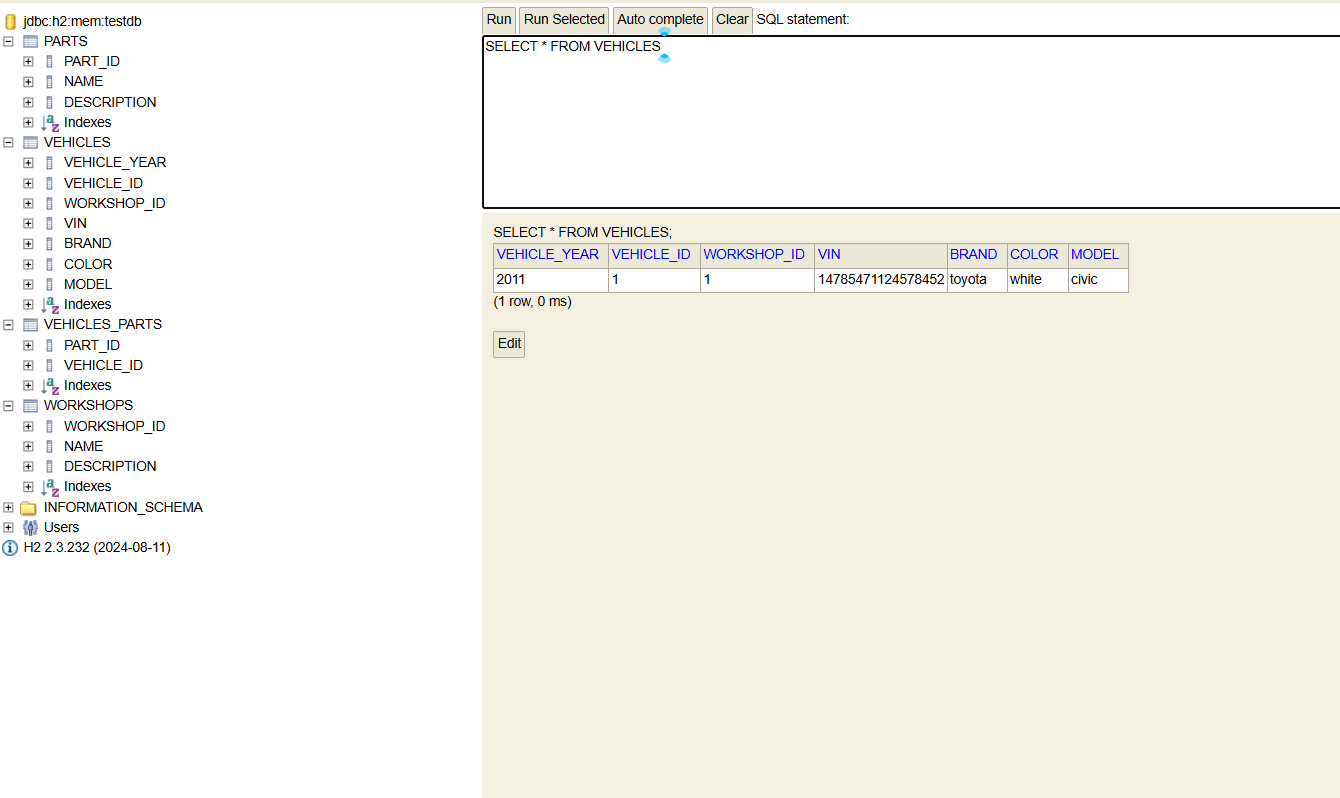 jdbc:h2:mem:testdb
PARTS
PART_ID
NAME
DESCRIPTION
Indexes
VEHICLES
VEHICLE_YEAR
VEHICLE_ID
WORKSHOP_ID
VIN
BRAND
COLOR
MODEL
Indexes
VEHICLES_PARTS
PART_ID
VEHICLE_ID
Indexes
WORKSHOPS
WORKSHOP_ID
NAME
DESCRIPTION
Indexes
INFORMATION_SCHEMA
Users
H2 2.3.232 (2024-08-11)
Run Run Selected Auto complete Clear SQL statement:
SELECT * FROM VEHICLES
SELECT * FROM VEHICLES;
VEHICLE_YEAR VEHICLE_ID WORKSHOP_ID VIN BRAND COLOR MODEL
2011 1 1 14785471124578452 toyota white civic
(1 row, 0 ms)
Edit